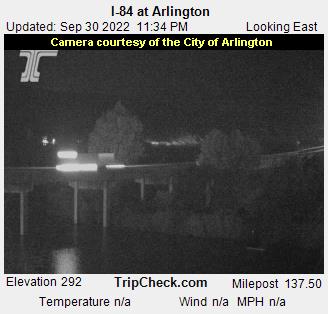 I-84 at Arlington
Updated: Sep 30 2022 11:34 PM Looking East
Camera courtesy of the City of Arlington
Elevation 292 TripCheck.com Milepost 137.50
Temperature n/a Wind n/a MPH n/a